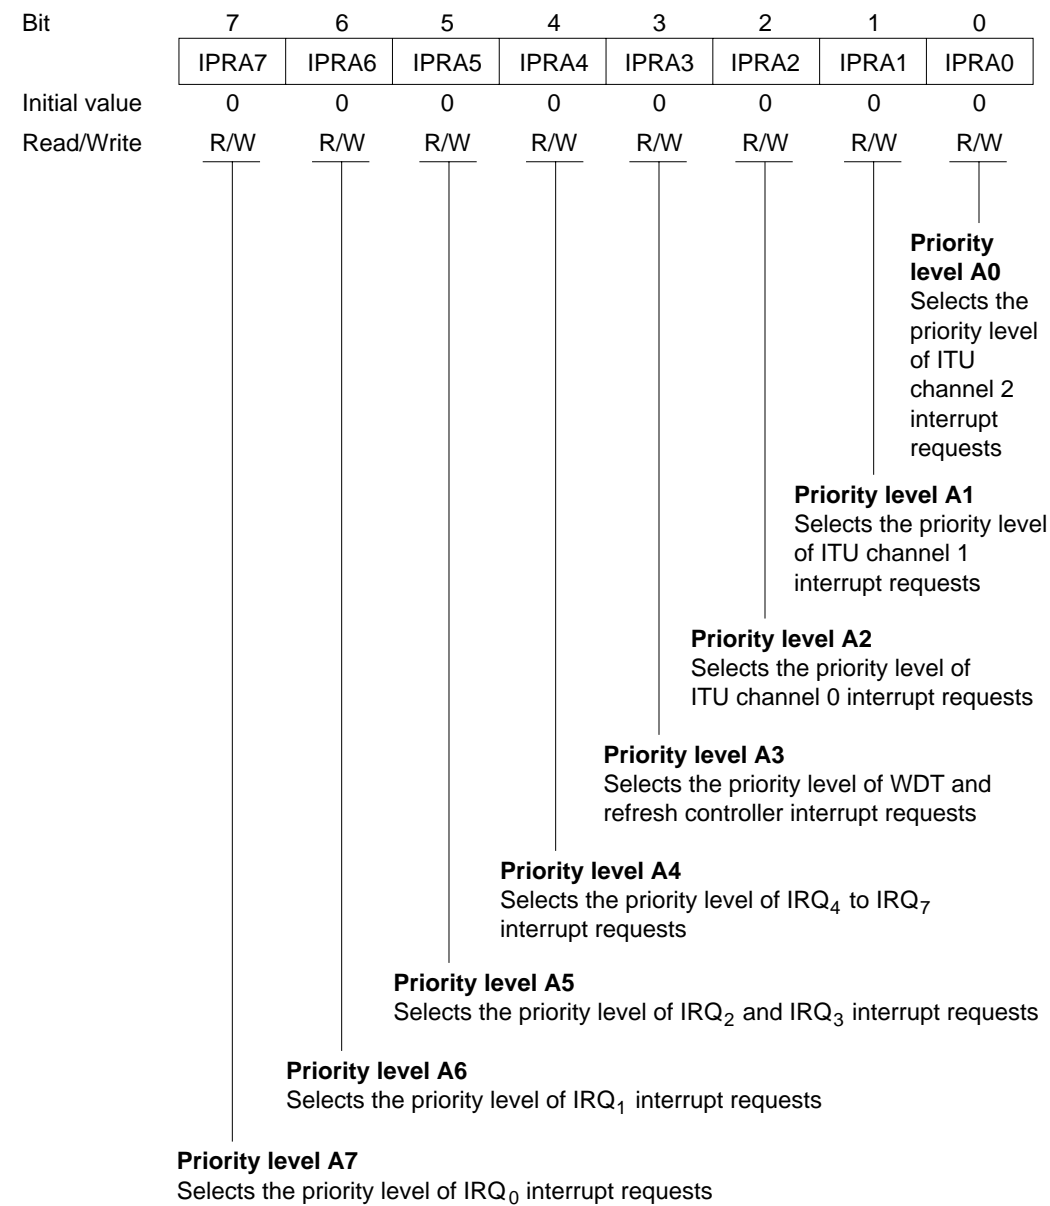 Bit 7 6 5 4 3 2 1 0
IPRA7 IPRA6 IPRA5 IPRA4 IPRA3 IPRA2 IPRA1 IPRA0
Initial value 0 0 0 0 0 0 0 0
Read/Write R/W R/W R/W R/W R/W R/W R/W R/W
Priority
level A0
Selects the
priority level
of ITU
channel 2
interrupt
requests
Priority level A1
Selects the priority level
of ITU channel 1
interrupt requests
Priority level A2
Selects the priority level of
ITU channel 0 interrupt requests
Priority level A3
Selects the priority level of WDT and
refresh controller interrupt requests
Priority level A4
Selects the priority level of IRQ4 to IRQ7
interrupt requests
Priority level A5
Selects the priority level of IRQ2 and IRQ3 interrupt requests
Priority level A6
Selects the priority level of IRQ1 interrupt requests
Priority level A7
Selects the priority level of IRQ0 interrupt requests